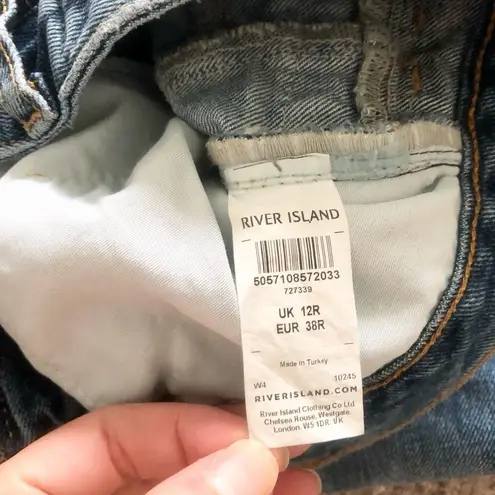 RIVER ISLAND
5057108572033
727339
UK 12R
EUR 38R
Made in Turkey
W4 10245
RIVERISLAND.COM
River Island Clothing Co Ltd
Chelsea House, Westgate,
London. W5 1DR. UK